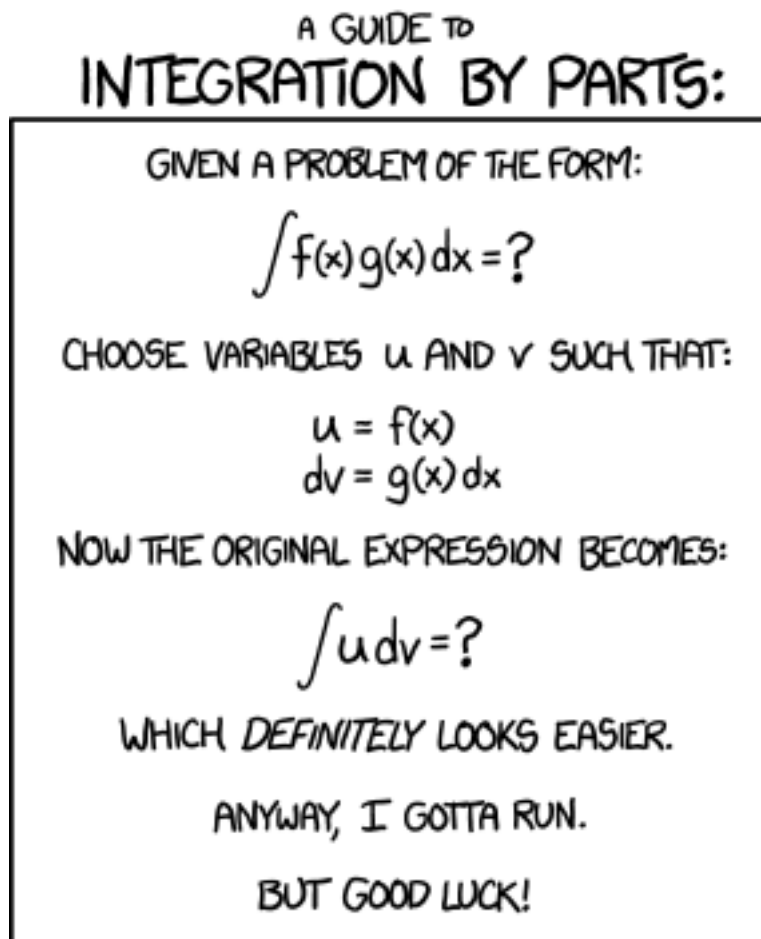 A GUIDE TO
INTEGRATION BY PARTS:
GIVEN A PROBLEM OF THE FORM:
∫f(x)g(x)dx=?
CHOOSE VARIABLES u AND v SUCH THAT:
u = f(x)
dv = g(x)dx
NOW THE ORIGINAL EXPRESSION BECOMES:
∫udv=?
WHICH DEFINITELY LOOKS EASIER.
ANYWAY, I GOTTA RUN.
BUT GOOD LUCK!